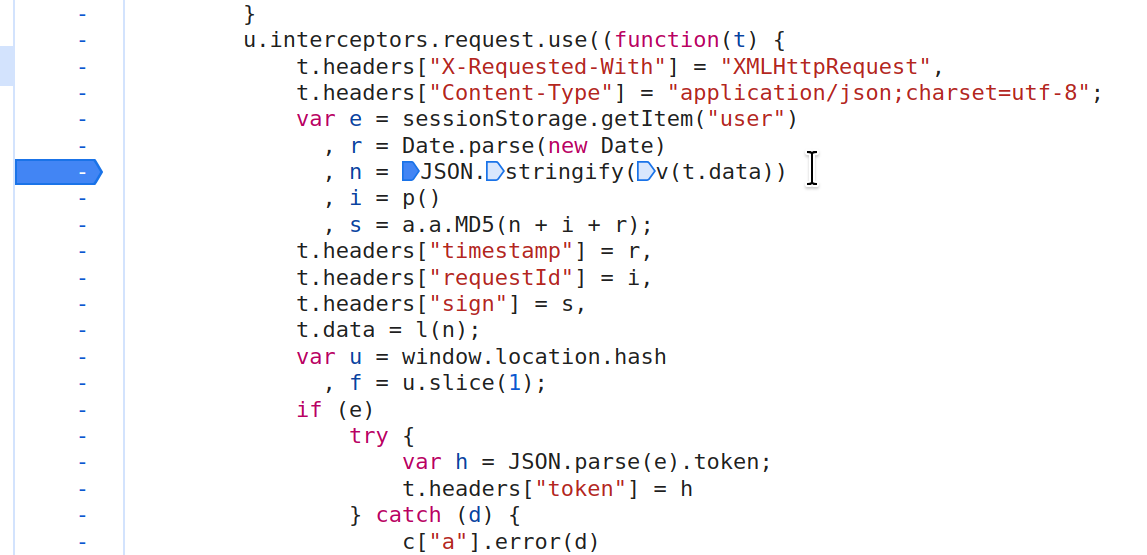 }
u.interceptors.request.use((function(t) {
t.headers["X-Requested-With"] = "XMLHttpRequest",
t.headers["Content-Type"] = "application/json;charset=utf-8";
var e = sessionStorage.getItem("user")
, r = Date.parse(new Date)
, n = JSON.stringify(v(t.data))
, i = p()
, s = a.a.MD5(n + i + r);
t.headers["timestamp"] = r,
t.headers["requestId"] = i,
t.headers["sign"] = s,
t.data = l(n);
var u = window.location.hash
, f = u.slice(1);
if (e)
try {
var h = JSON.parse(e).token;
t.headers["token"] = h
} catch (d) {
c["a"].error(d)